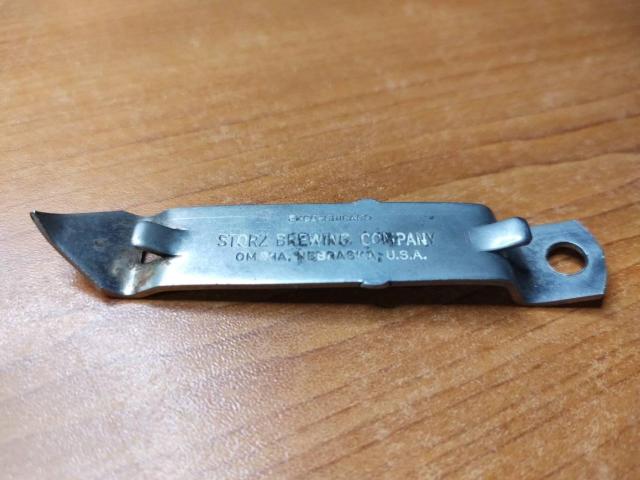 STORZ BREWING COMPANY
OMAHA, NEBRASKA, U.S.A.